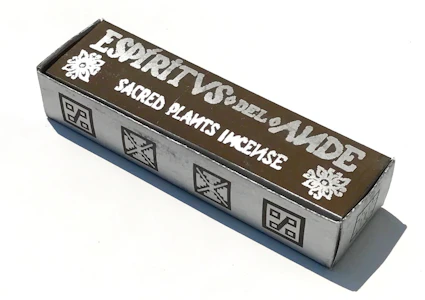 ESPÍRITVS DEL ANDE
SACRED PLANTS INCENSE